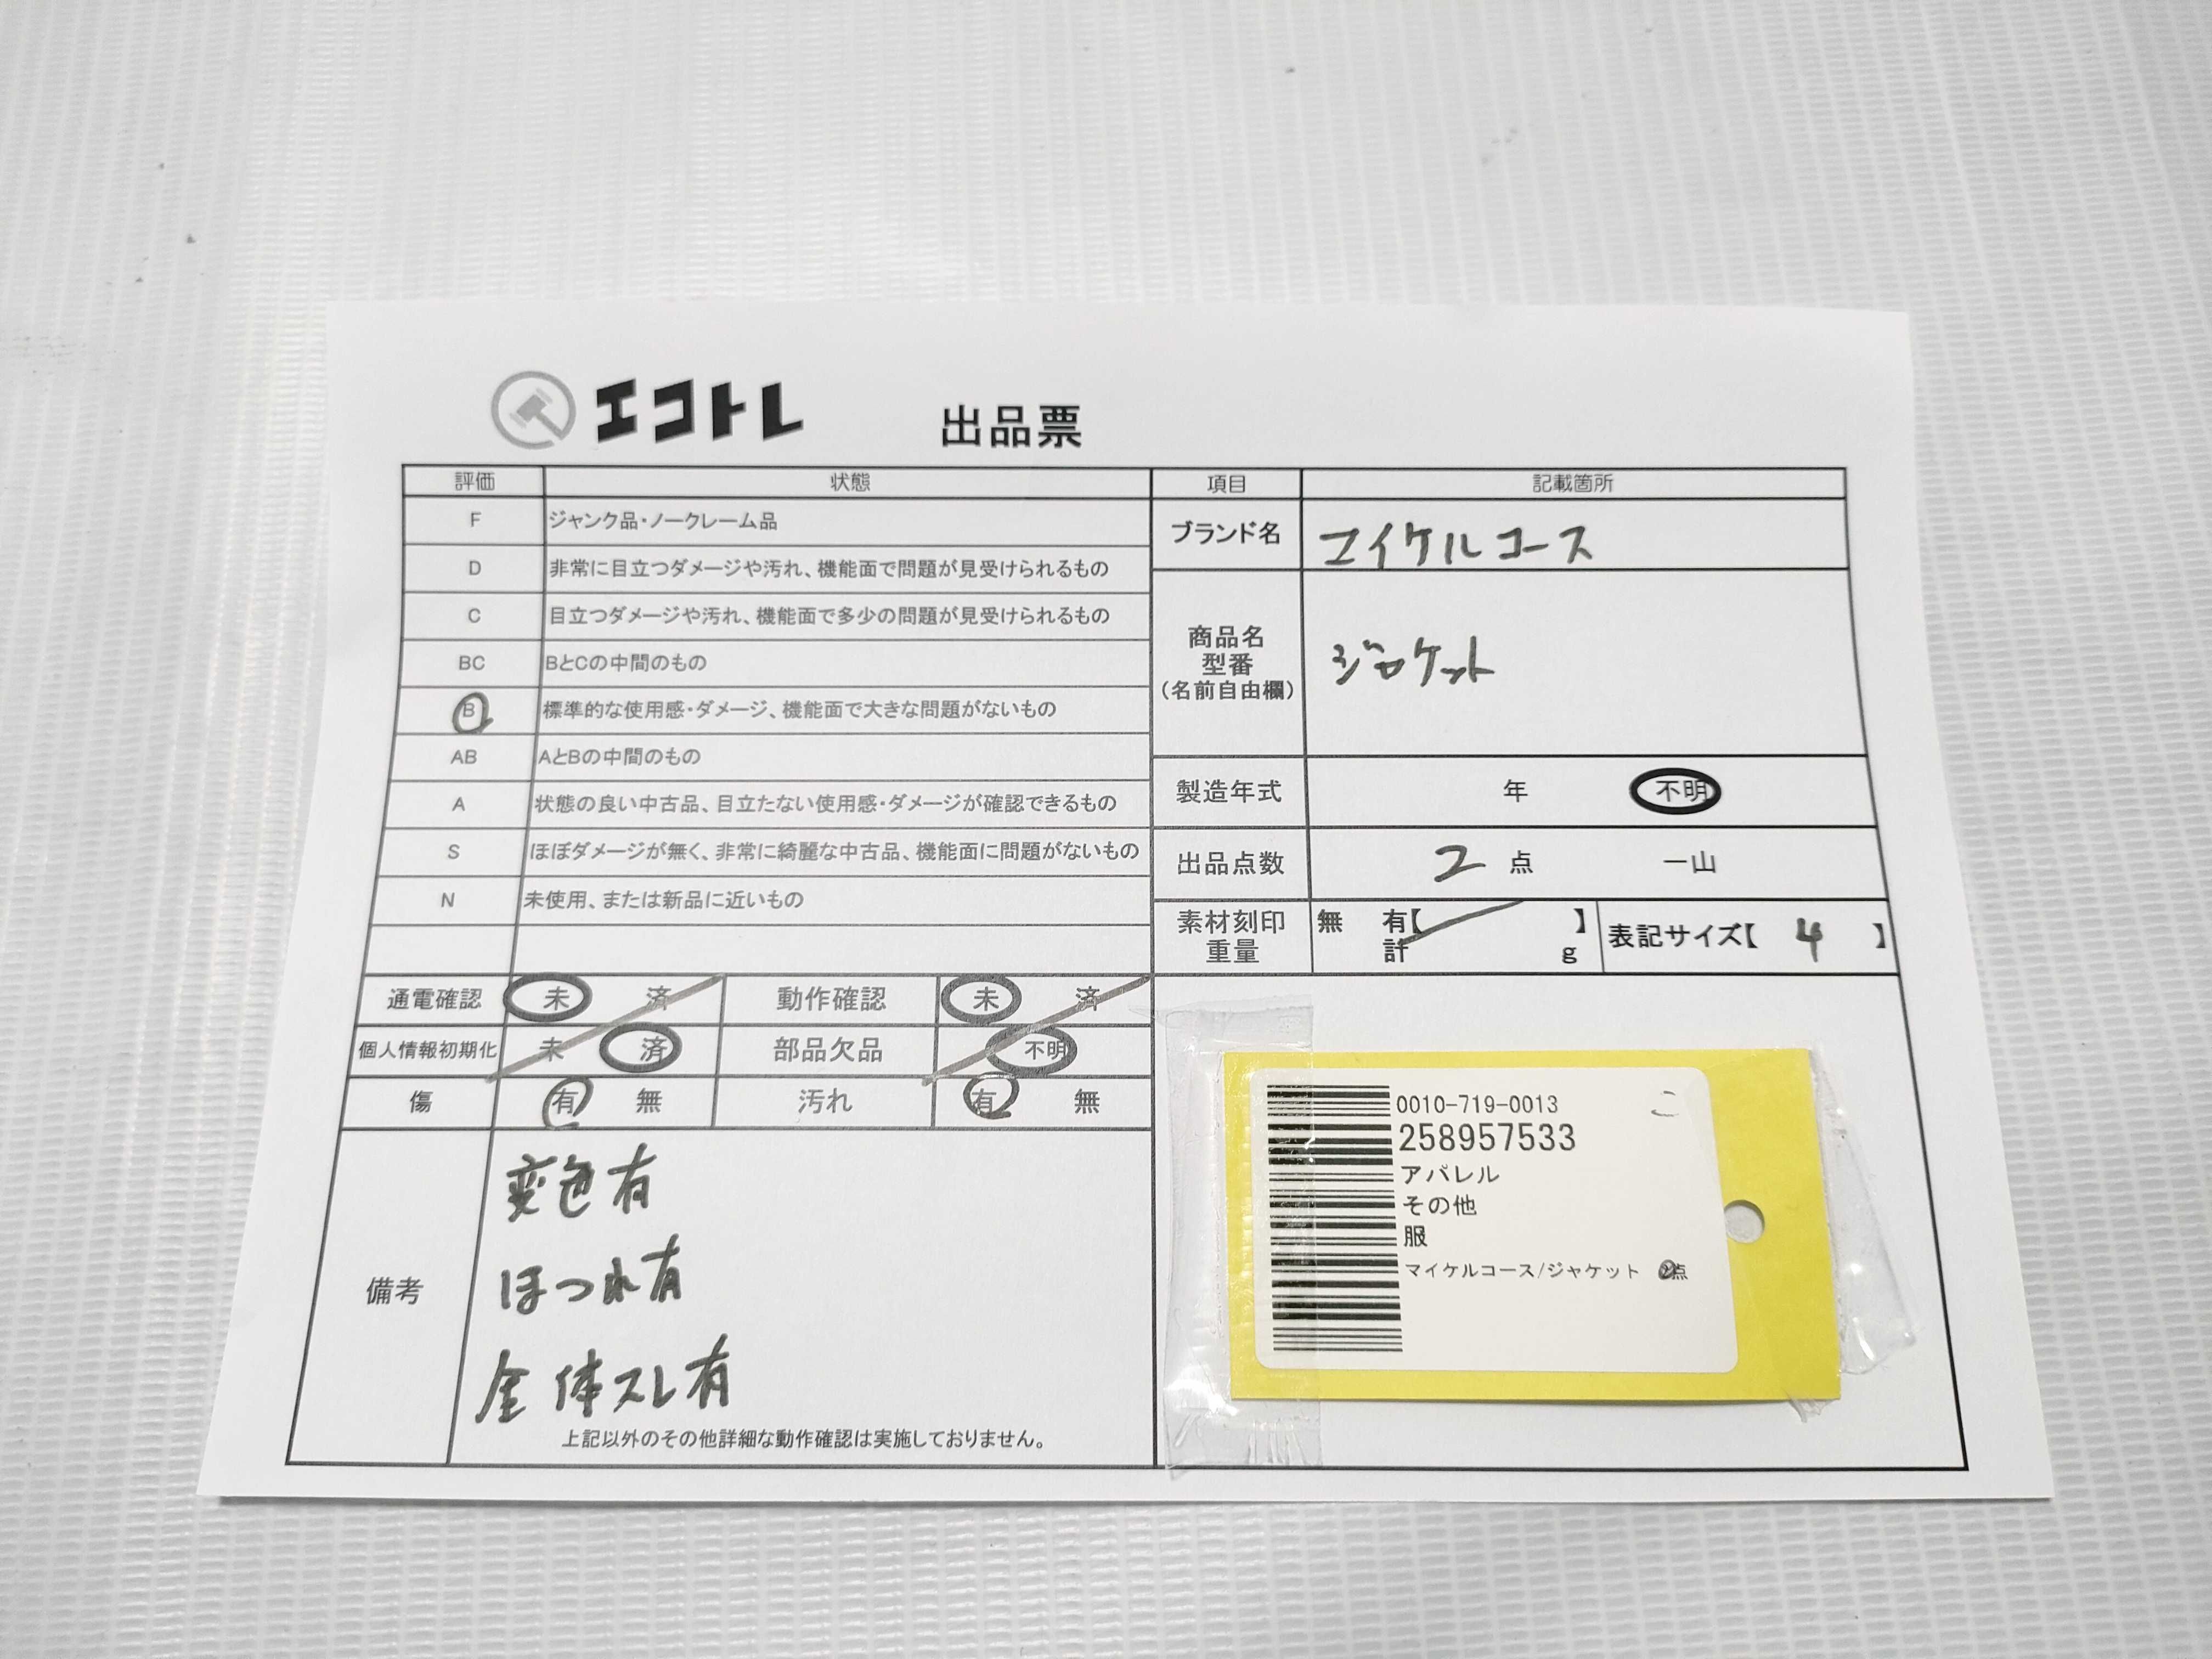 エコトレ 出品票
評価 状態
F ジャンク品・ノークレーム品
D 非常に目立つダメージや汚れ、機能面で問題が見受けられるもの
C 目立つダメージや汚れ、機能面で多少の問題が見受けられるもの
BC BとCの中間のもの
B 標準的な使用感・ダメージ、機能面で大きな問題がないもの
AB AとBの中間のもの
A 状態の良い中古品、目立たない使用感・ダメージが確認できるもの
S ほぼダメージが無く、非常に綺麗な中古品、機能面に問題がないもの
N 未使用、または新品に近いもの
通電確認 未 済 動作確認 未 済
個人情報初期化 未 済 部品欠品 不明
傷 有 無 汚れ 有 無
備考
変色有
ほつれ有
全体スレ有
上記以外のその他詳細な動作確認は実施しておりません。
項目 記載箇所
ブランド名 マイケルコース
商品名
型番
(名前自由欄)
ジャケット
製造年式 年 不明
出品点数 2 点 一山
素材刻印 無 有【 】
重量 計 g
表記サイズ【 4 】
0010-719-0013
258957533
アパレル
その他
服
マイケルコース/ジャケット 点